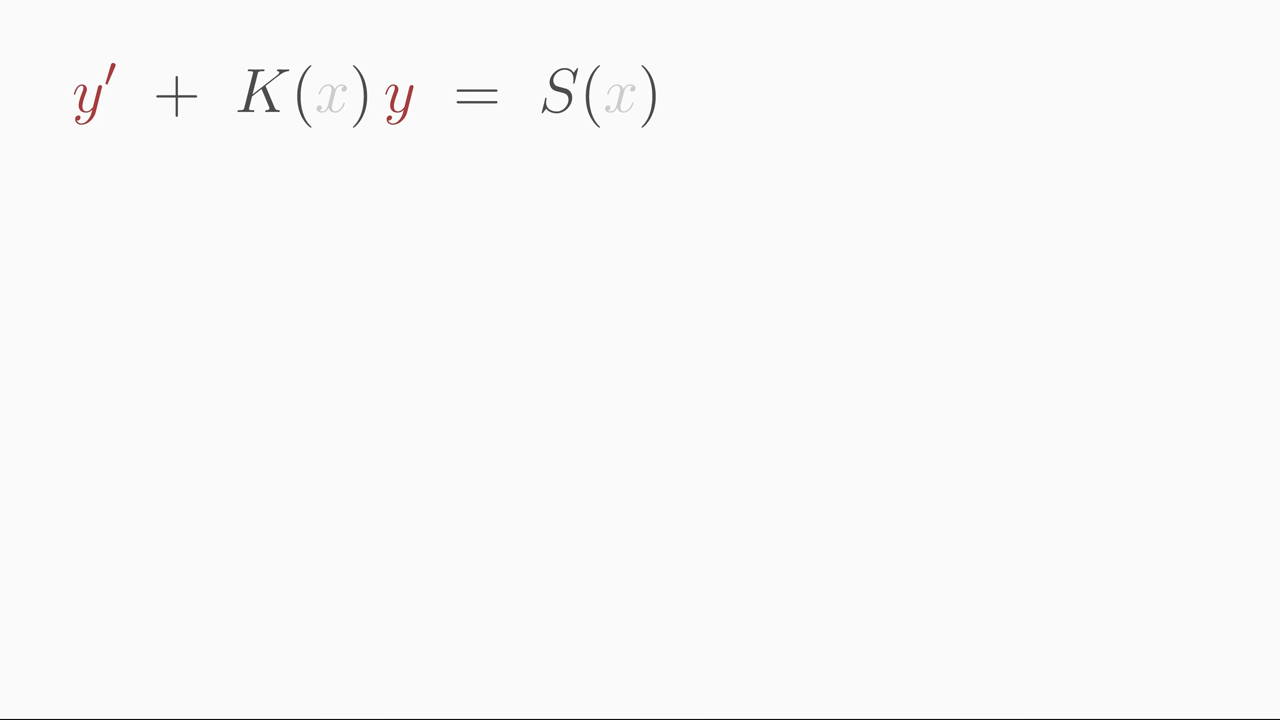 y′ + K(x) y = S(x)